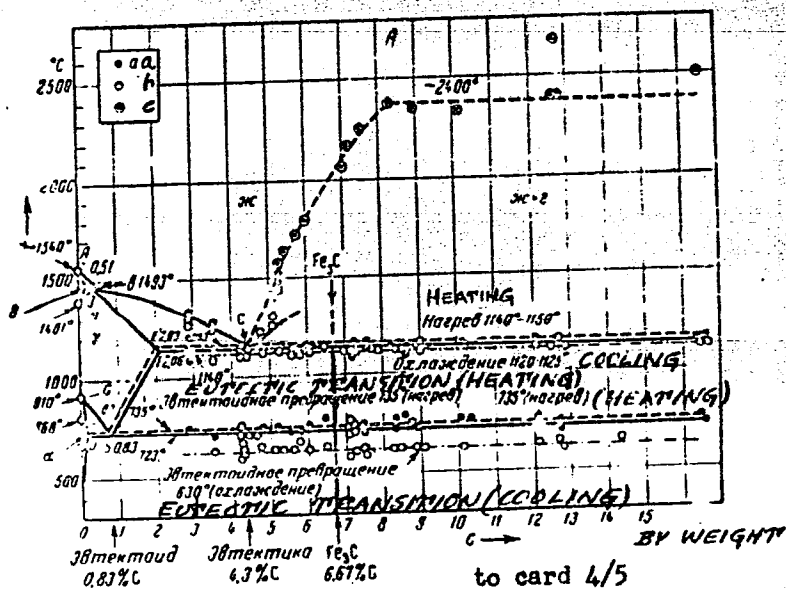 A
°C
a
b
c
2500
~2400°
2000
ж
ж+г
1540°
A
0,51
1500
B 1493°
1401°
γ
Fe₃C
C
HEATING
Нагрев 1140°-1150°
Охлаждение 1120-1125° COOLING
1000
EUTECTIC TRANSITION (HEATING)
Эвтектоидное превращение 735°(нагрев) 735°(нагрев) (HEATING)
910°
G
768°
735°
S 0,83
723°
α
Эвтектоидное превращение
630°(охлаждение)
EUTECTIC TRANSITION (COOLING)
500
0 1 2 3 4 5 6 7 8 9 10 11 12 13 14 15
C →
BY WEIGHT
Эвтектоид Эвтектика Fe₃C
0,83%C 4,3%C 6,67%C
to card 4/5